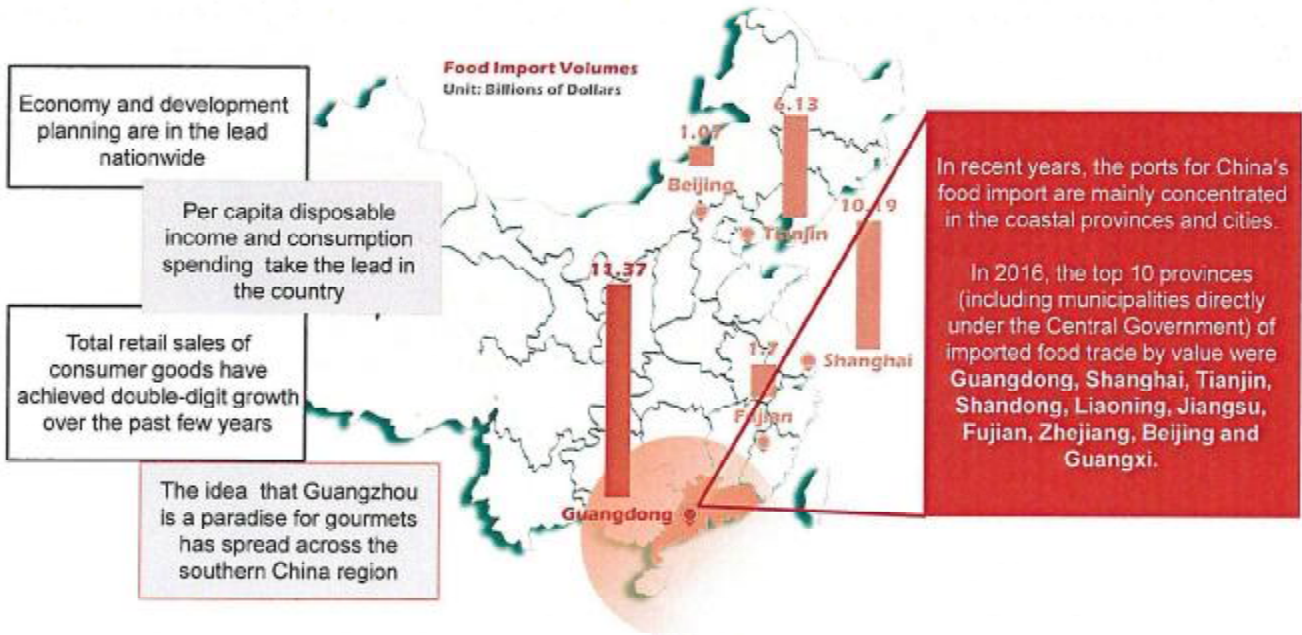 Food Import Volumes
Unit: Billions of Dollars
Economy and development
planning are in the lead
nationwide
Per capita disposable
income and consumption
spending take the lead in
the country
Total retail sales of
consumer goods have
achieved double-digit growth
over the past few years
The idea that Guangzhou
is a paradise for gourmets
has spread across the
southern China region
1.07
Beijing
6.13
Tianjin
10.19
Shanghai
11.37
Guangdong
1.7
Fujian
In recent years, the ports for China's
food import are mainly concentrated
in the coastal provinces and cities.
In 2016, the top 10 provinces
(including municipalities directly
under the Central Government) of
imported food trade by value were
Guangdong, Shanghai, Tianjin,
Shandong, Liaoning, Jiangsu,
Fujian, Zhejiang, Beijing and
Guangxi.